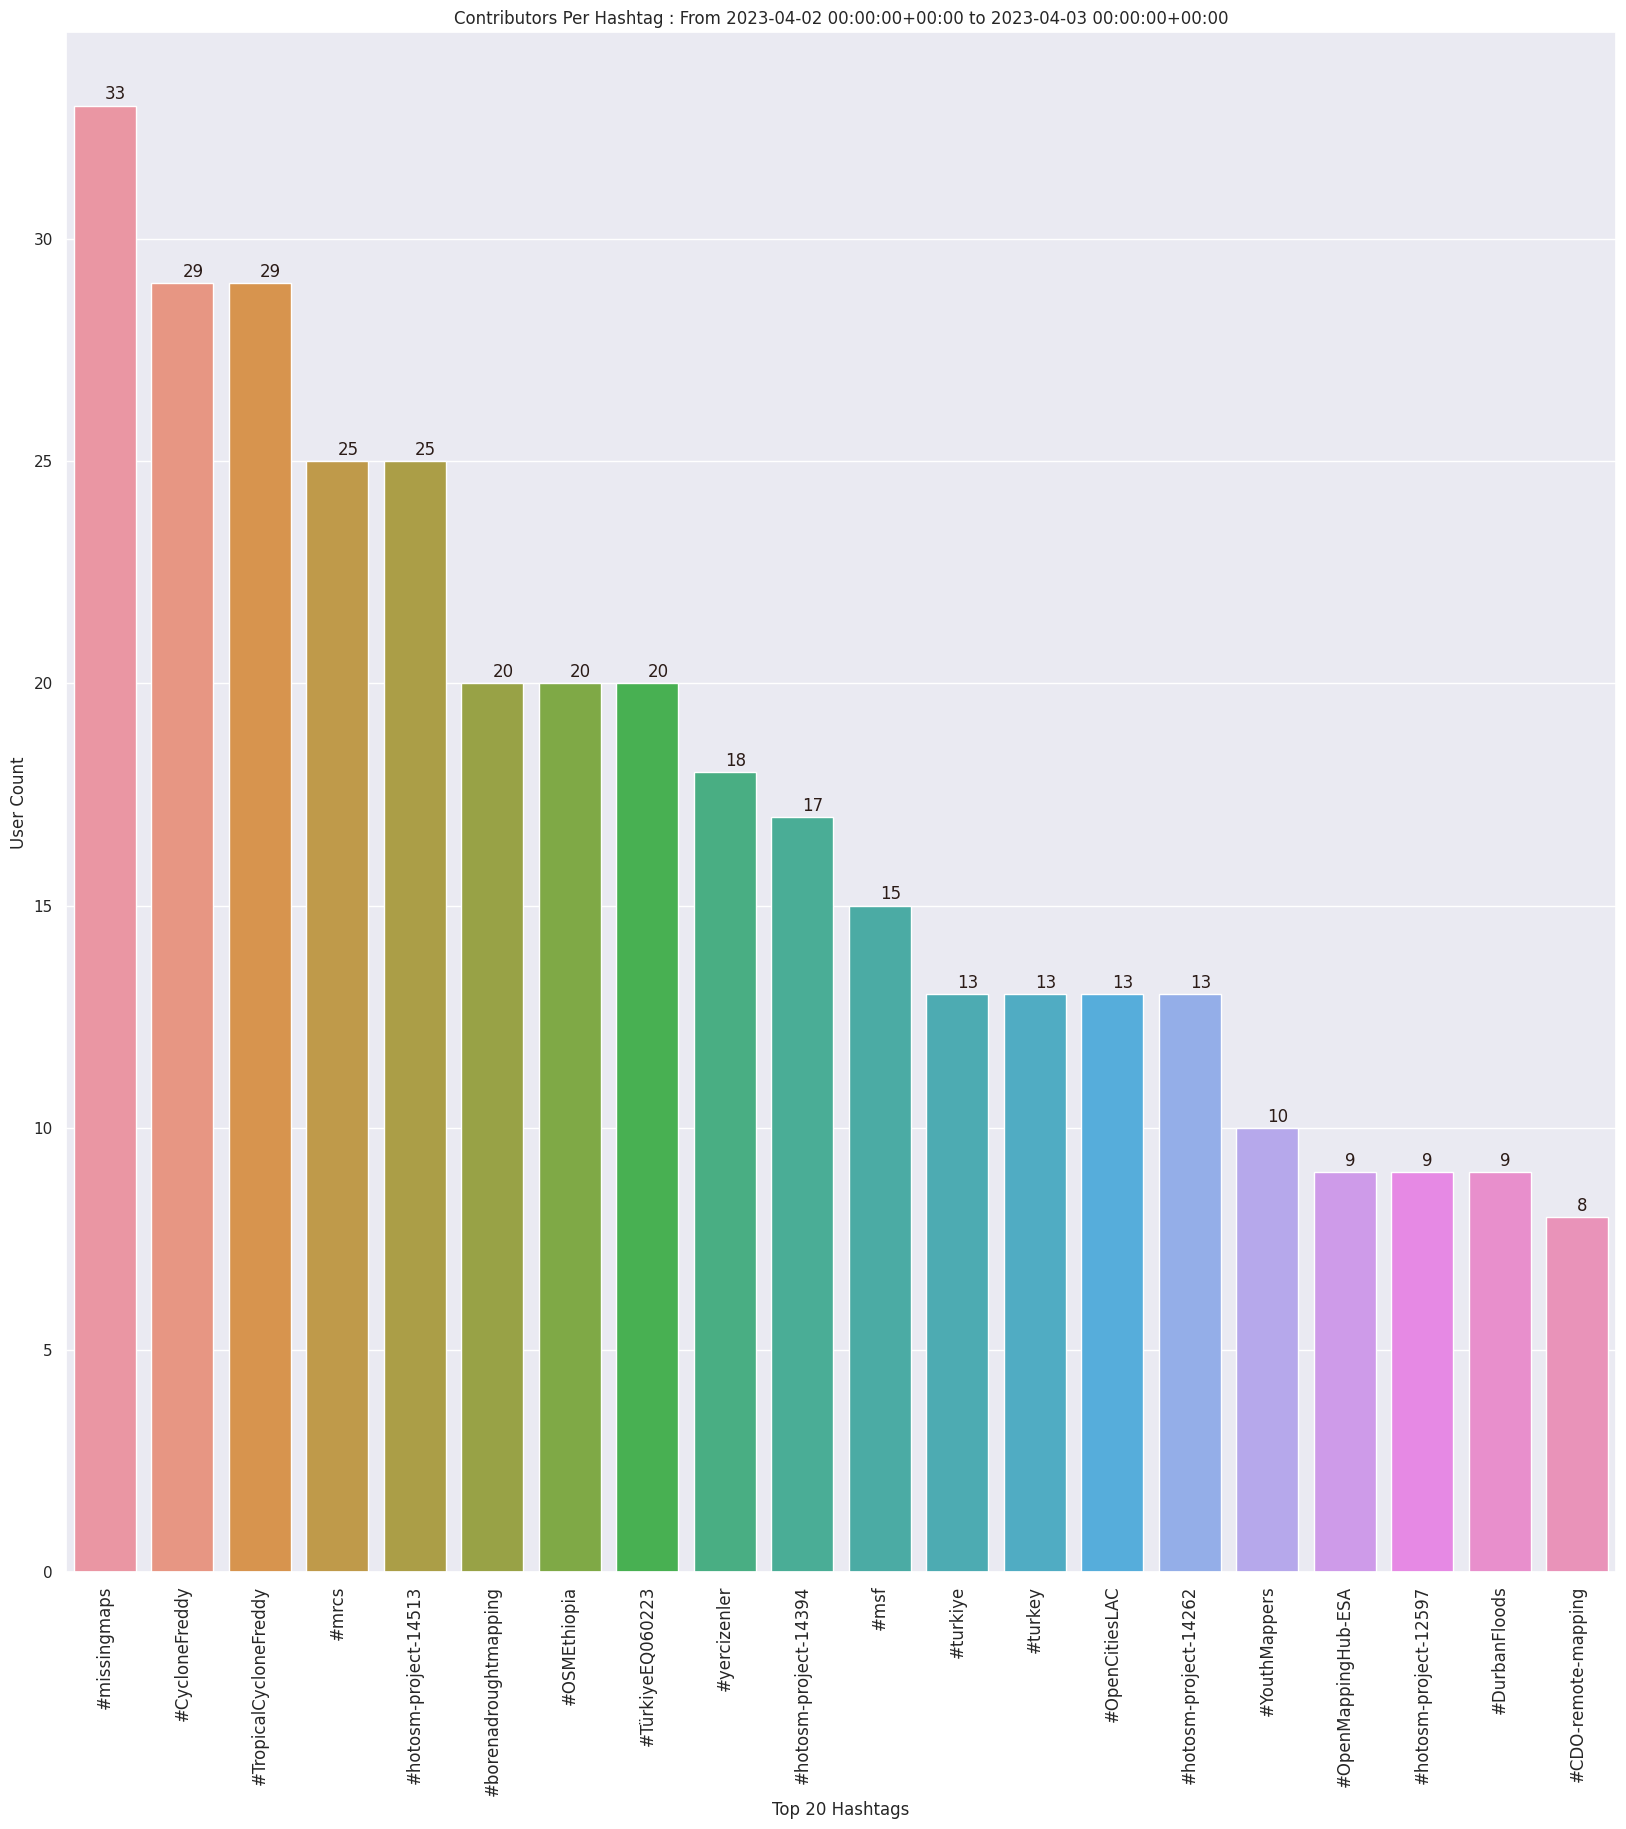 Contributors Per Hashtag : From 2023-04-02 00:00:00+00:00 to 2023-04-03 00:00:00+00:00
User Count
30
25
20
15
10
5
0
33
29
29
25
25
20
20
20
18
17
15
13
13
13
13
10
9
9
9
8
#missingmaps
#CycloneFreddy
#TropicalCycloneFreddy
#mrcs
#hotosm-project-14513
#borenadroughtmapping
#OSMEthiopia
#TürkiyeEQ060223
#yercizenler
#hotosm-project-14394
#msf
#turkiye
#turkey
#OpenCitiesLAC
#hotosm-project-14262
#YouthMappers
#OpenMappingHub-ESA
#hotosm-project-12597
#DurbanFloods
#CDO-remote-mapping
Top 20 Hashtags